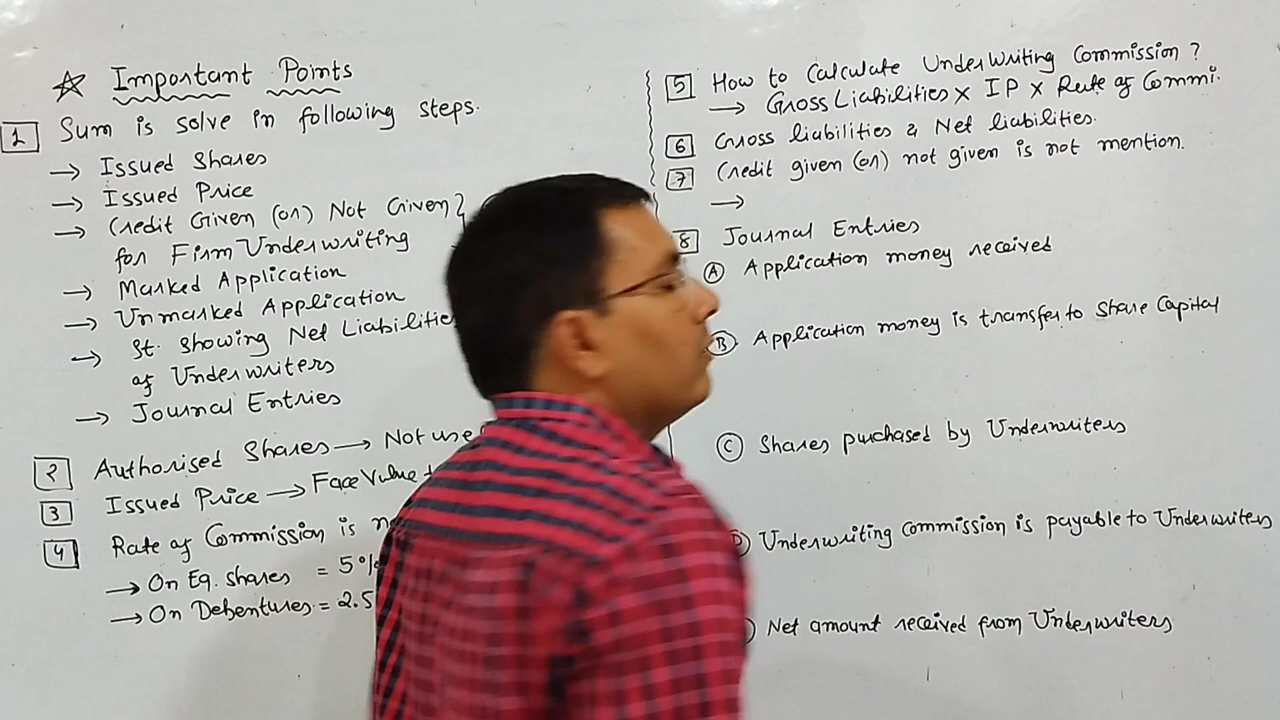 ☆ Important Points
1 Sum is solve in following steps.
→ Issued Shares
→ Issued Price
→ Credit Given (or) Not Given
for Firm Underwriting
→ Marked Application
→ Unmarked Application
→ St. showing Net Liabilitie
of Underwriters
→ Journal Entries
2 Authorised Shares → Not use
3 Issued Price → Face Value +
4 Rate of Commission is
→ On Eq. shares = 5%
→ On Debentures = 2.5
5 How to Calculate UnderWriting Commission ?
→ Gross Liabilities x IP x Rate of Commi.
6 Gross liabilities & Net liabilities.
7 Credit given (or) not given is not mention.
→
8 Journal Entries
A Application money received
B Application money is transfer to Share Capital
C Shares purchased by Underwriters
D Underwriting commission is payable to Underwriters
Net amount received from Underwriters